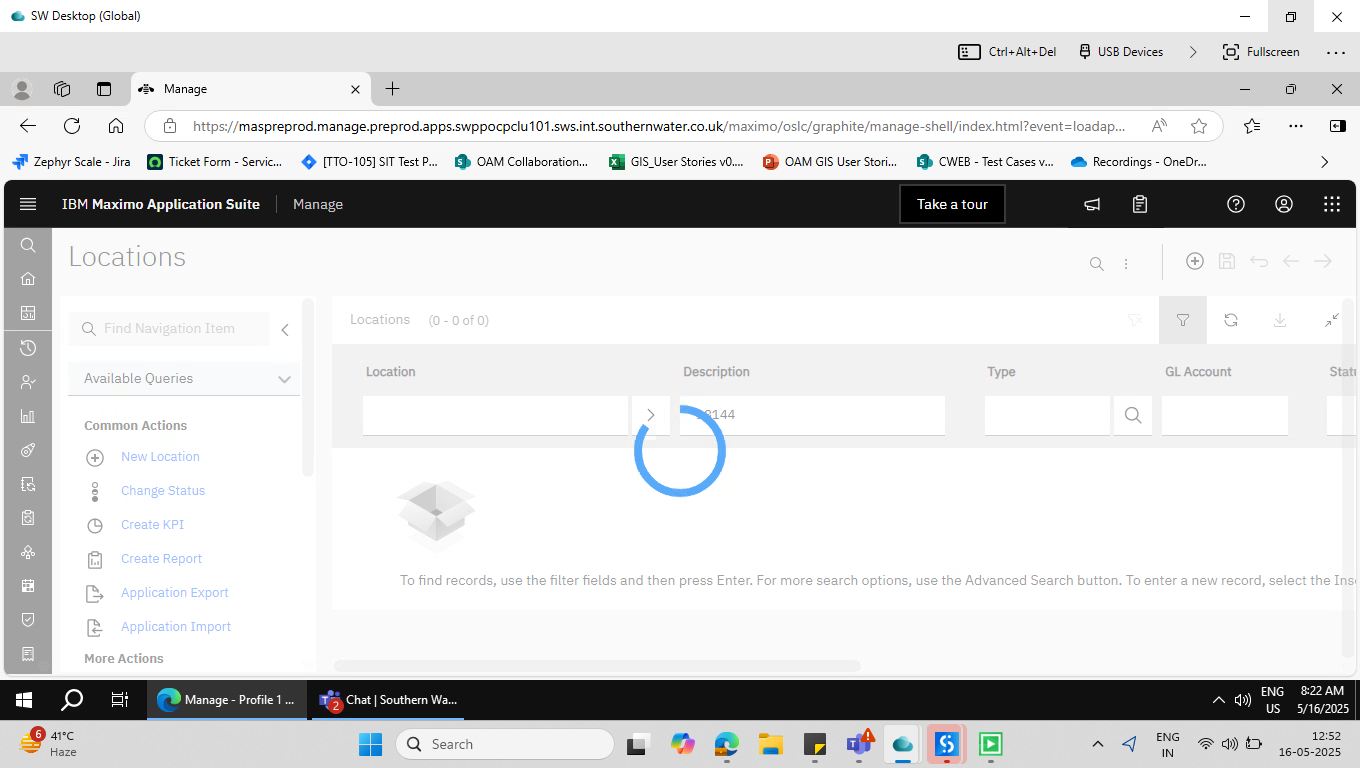 SW Desktop (Global)
Ctrl+Alt+Del
USB Devices
Fullscreen
Manage
https://maspreprod.manage.preprod.apps.swppocpclu101.sws.int.southernwater.co.uk/maximo/oslc/graphite/manage-shell/index.html?event=loadap...
Zephyr Scale - Jira
Ticket Form - Servic...
[TTO-105] SIT Test P...
OAM Collaboration...
GIS_User Stories v0....
OAM GIS User Stori...
CWEB - Test Cases v...
Recordings - OneDr...
IBM Maximo Application Suite
Manage
Take a tour
Locations
Find Navigation Item
Available Queries
Common Actions
New Location
Change Status
Create KPI
Create Report
Application Export
Application Import
More Actions
Locations (0 - 0 of 0)
Location
Description
Type
GL Account
Statu
8144
To find records, use the filter fields and then press Enter. For more search options, use the Advanced Search button. To enter a new record, select the Inse
Manage - Profile 1 ...
2
Chat | Southern Wa...
ENG
US
8:22 AM
5/16/2025
6
41°C
Haze
Search
ENG
IN
12:52
16-05-2025